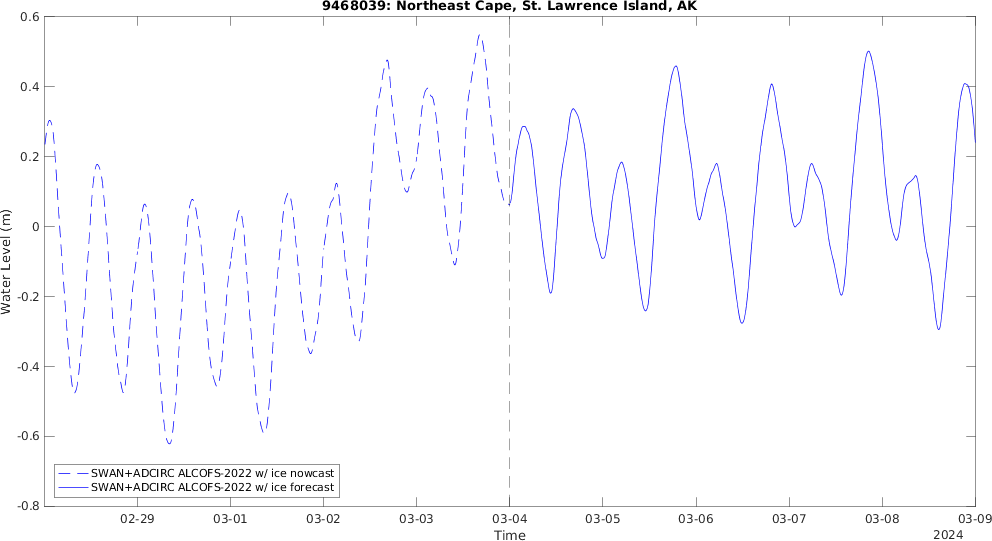 9468039: Northeast Cape, St. Lawrence Island, AK
0.6
0.4
0.2
0
-0.2
-0.4
-0.6
-0.8
Water Level (m)
SWAN+ADCIRC ALCOFS-2022 w/ ice nowcast
SWAN+ADCIRC ALCOFS-2022 w/ ice forecast
02-29 03-01 03-02 03-03 03-04 03-05 03-06 03-07 03-08 03-09
Time
2024